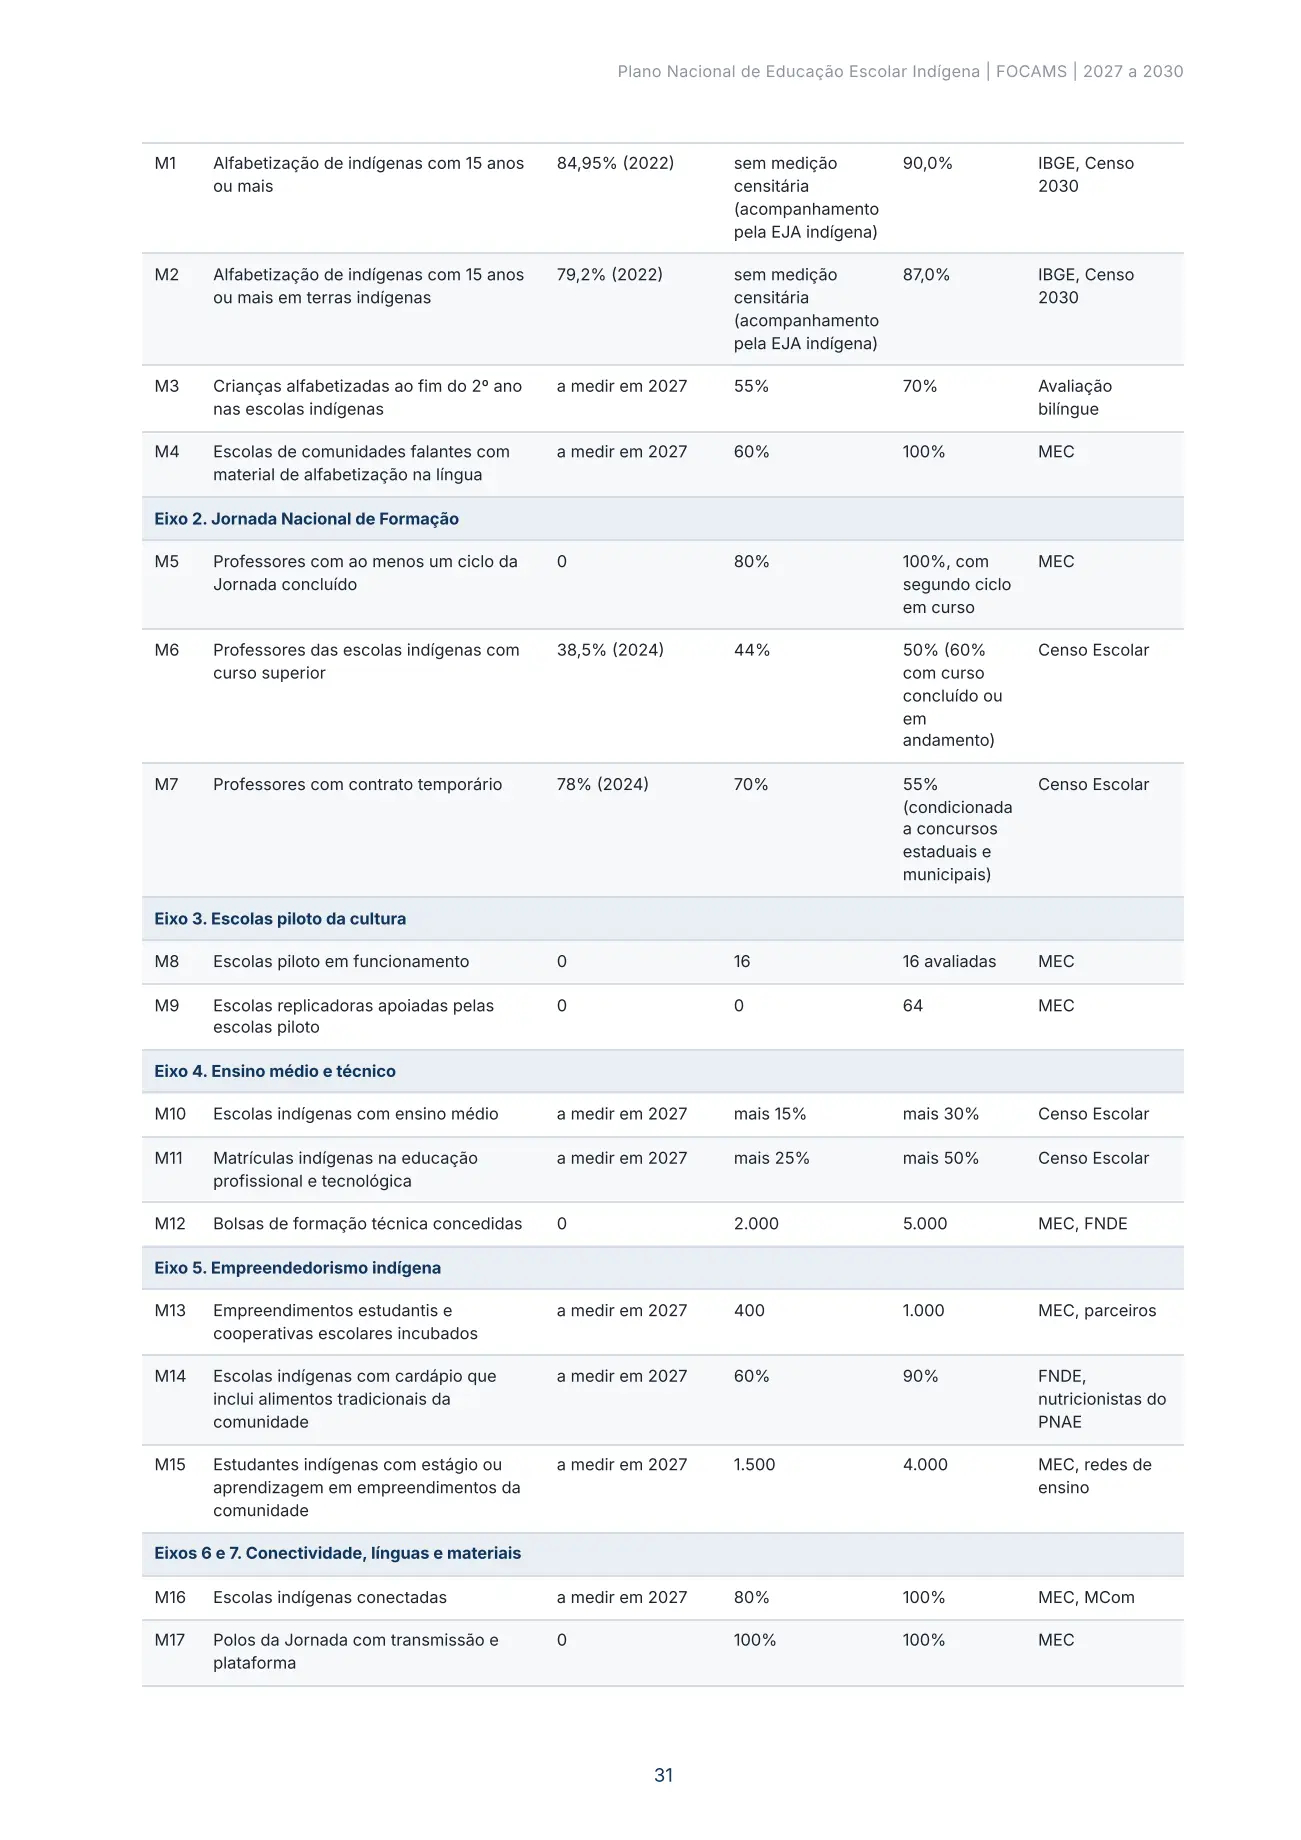 Plano Nacional de Educação Escolar Indígena | FOCAMS | 2027 a 2030
M1 Alfabetização de indígenas com 15 anos 84,95% (2022) sem medição 90,0% IBGE, Censo
ou mais censitária 2030
(acompanhamento
pela EJA indígena)
M2 Alfabetização de indígenas com 15 anos 79,2% (2022) sem medição 87,0% IBGE, Censo
ou mais em terras indígenas censitária 2030
(acompanhamento
pela EJA indígena)
M3 Crianças alfabetizadas ao fim do 2º ano a medir em 2027 55% 70% Avaliação
nas escolas indígenas bilíngue
M4 Escolas de comunidades falantes com a medir em 2027 60% 100% MEC
material de alfabetização na língua
Eixo 2. Jornada Nacional de Formação
M5 Professores com ao menos um ciclo da 0 80% 100%, com MEC
Jornada concluído segundo ciclo
em curso
M6 Professores das escolas indígenas com 38,5% (2024) 44% 50% (60% Censo Escolar
curso superior com curso
concluído ou
em
andamento)
M7 Professores com contrato temporário 78% (2024) 70% 55% Censo Escolar
(condicionada
a concursos
estaduais e
municipais)
Eixo 3. Escolas piloto da cultura
M8 Escolas piloto em funcionamento 0 16 16 avaliadas MEC
M9 Escolas replicadoras apoiadas pelas 0 0 64 MEC
escolas piloto
Eixo 4. Ensino médio e técnico
M10 Escolas indígenas com ensino médio a medir em 2027 mais 15% mais 30% Censo Escolar
M11 Matrículas indígenas na educação a medir em 2027 mais 25% mais 50% Censo Escolar
profissional e tecnológica
M12 Bolsas de formação técnica concedidas 0 2.000 5.000 MEC, FNDE
Eixo 5. Empreendedorismo indígena
M13 Empreendimentos estudantis e a medir em 2027 400 1.000 MEC, parceiros
cooperativas escolares incubados
M14 Escolas indígenas com cardápio que a medir em 2027 60% 90% FNDE,
inclui alimentos tradicionais da nutricionistas do
comunidade PNAE
M15 Estudantes indígenas com estágio ou a medir em 2027 1.500 4.000 MEC, redes de
aprendizagem em empreendimentos da ensino
comunidade
Eixos 6 e 7. Conectividade, línguas e materiais
M16 Escolas indígenas conectadas a medir em 2027 80% 100% MEC, MCom
M17 Polos da Jornada com transmissão e 0 100% 100% MEC
plataforma
31